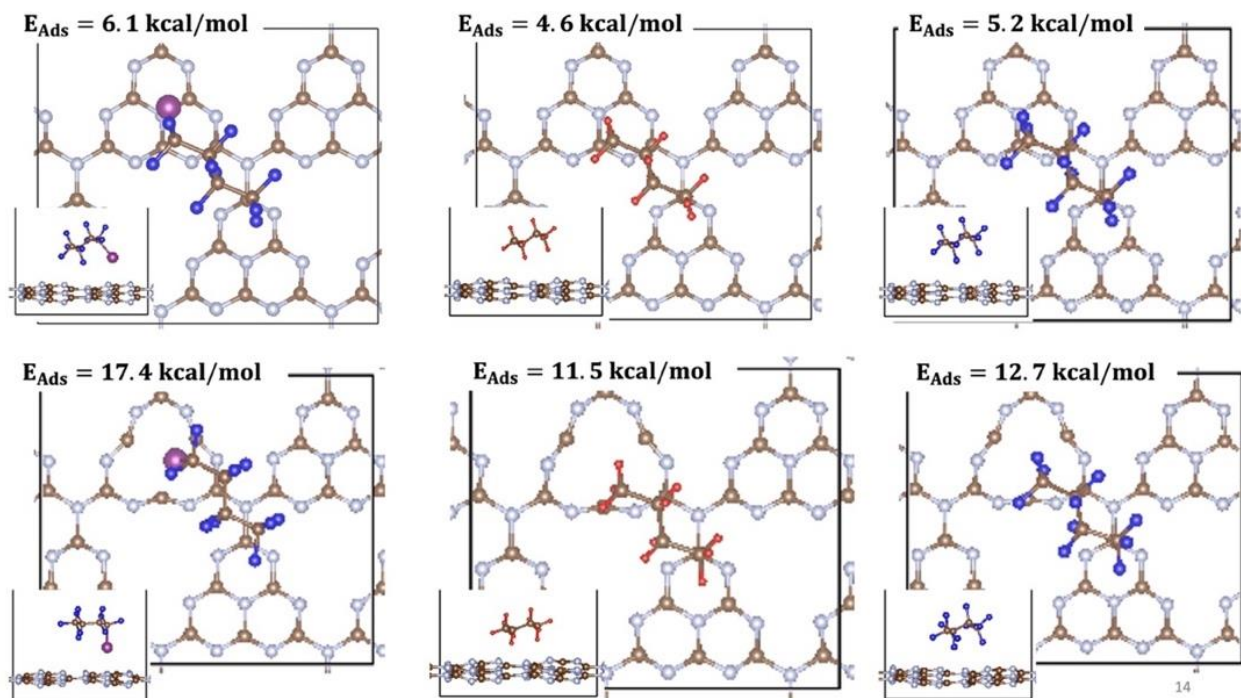 E_Ads = 6.1 kcal/mol
E_Ads = 4.6 kcal/mol
E_Ads = 5.2 kcal/mol
E_Ads = 17.4 kcal/mol
E_Ads = 11.5 kcal/mol
E_Ads = 12.7 kcal/mol
14